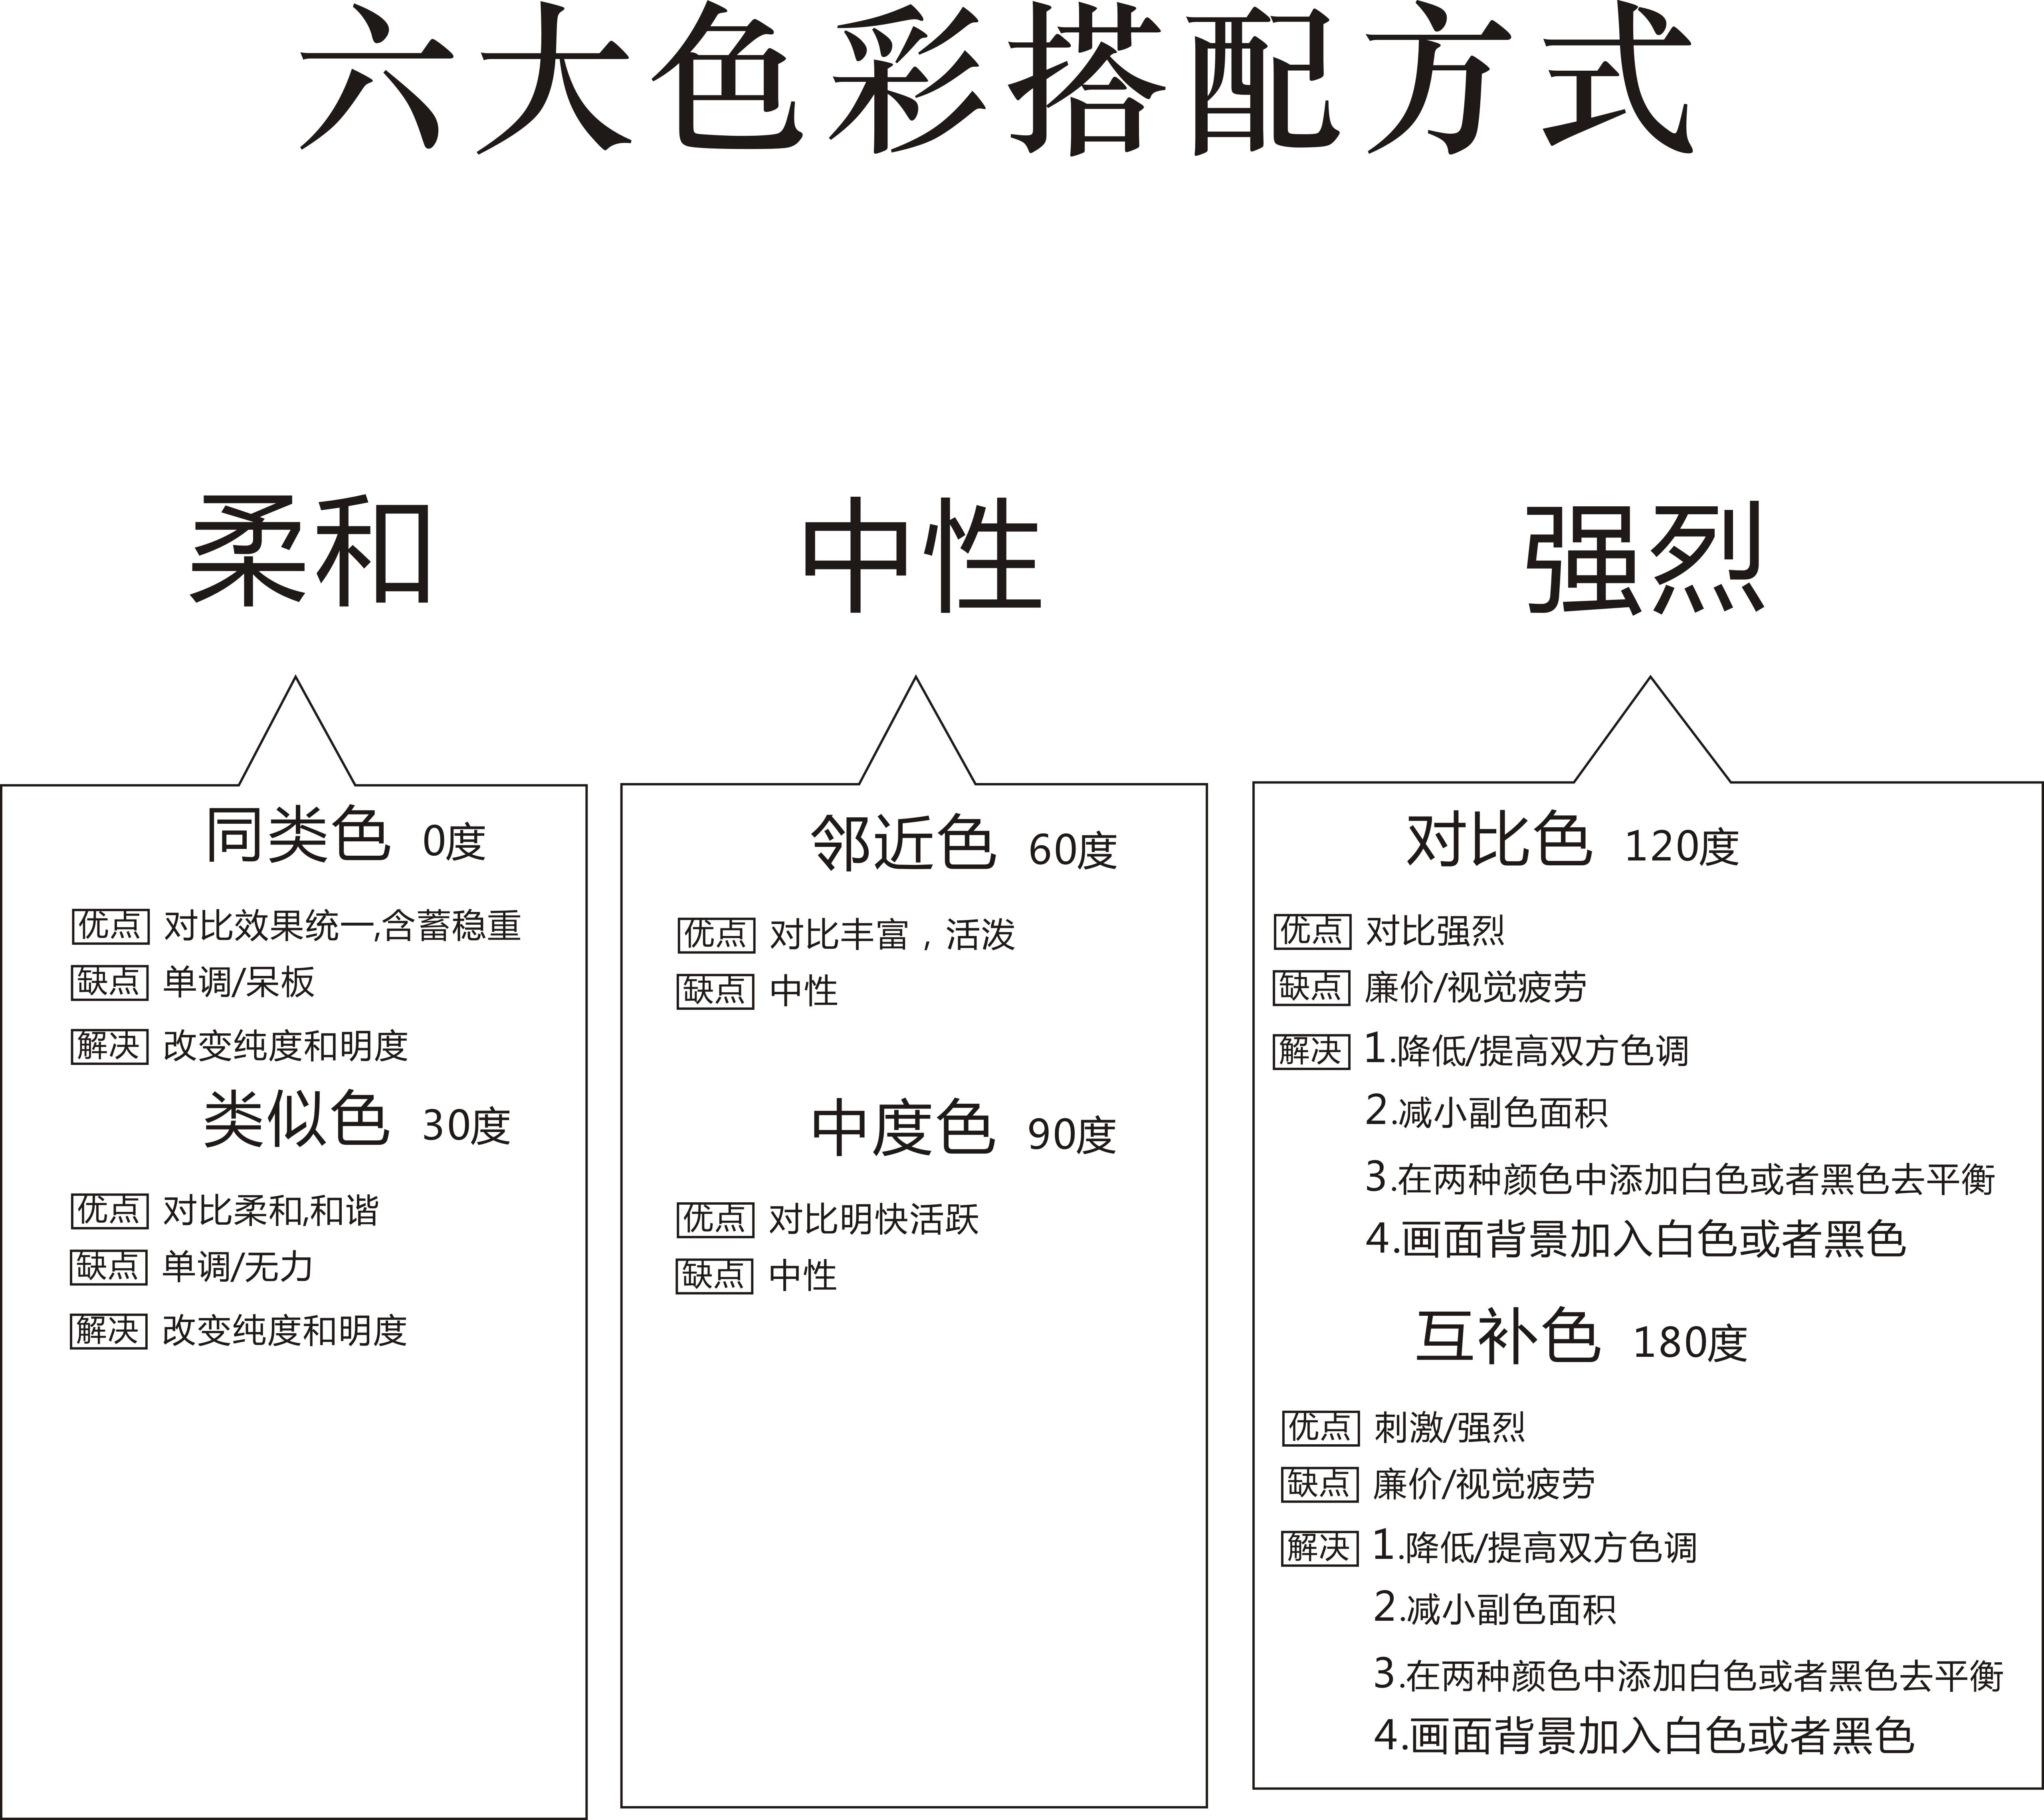 六大色彩搭配方式
柔和
同类色 0度
优点 对比效果统一,含蓄稳重
缺点 单调/呆板
解决 改变纯度和明度
类似色 30度
优点 对比柔和,和谐
缺点 单调/无力
解决 改变纯度和明度
中性
邻近色 60度
优点 对比丰富，活泼
缺点 中性
中度色 90度
优点 对比明快活跃
缺点 中性
强烈
对比色 120度
优点 对比强烈
缺点 廉价/视觉疲劳
解决 1.降低/提高双方色调
2.减小副色面积
3.在两种颜色中添加白色或者黑色去平衡
4.画面背景加入白色或者黑色
互补色 180度
优点 刺激/强烈
缺点 廉价/视觉疲劳
解决 1.降低/提高双方色调
2.减小副色面积
3.在两种颜色中添加白色或者黑色去平衡
4.画面背景加入白色或者黑色